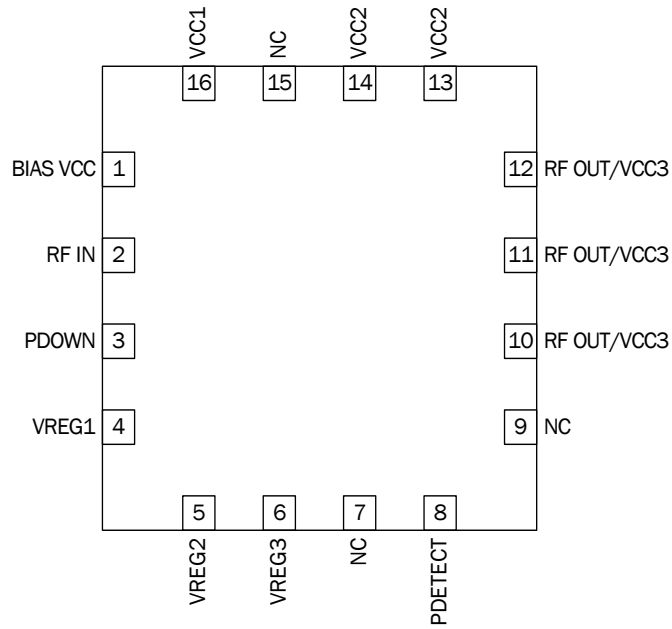 VCC1
NC
VCC2
VCC2
16
15
14
13
BIAS VCC 1
12 RF OUT/VCC3
RF IN 2
11 RF OUT/VCC3
PDOWN 3
10 RF OUT/VCC3
VREG1 4
9 NC
5
6
7
8
VREG2
VREG3
NC
PDETECT